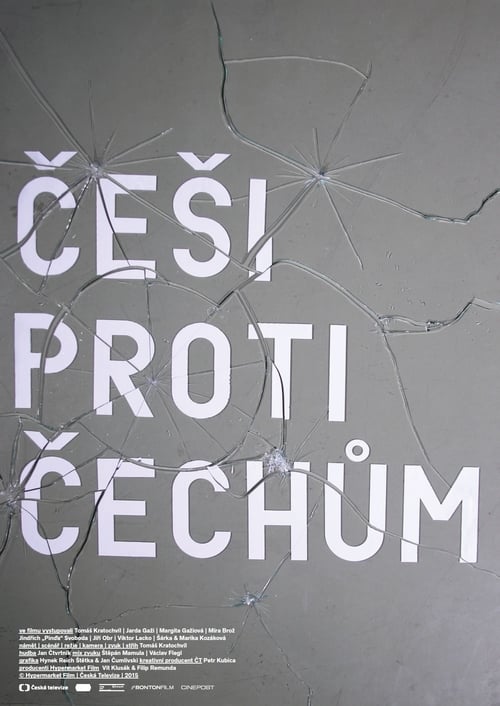 ČEŠI
PROTI
ČECHŮM
ve filmu vystupovali Tomáš Kratochvil | Jarda Gaži | Margita Gažiová | Mira Brož
Jindřich „Pinďa“ Svoboda | Jiří Obr | Viktor Lacko | Šárka & Marika Kozáková
námět | scénář | režie | kamera | zvuk | střih Tomáš Kratochvil
hudba Jan Čtvrtník mix zvuku Štěpán Mamula | Václav Flegl
grafika Hynek Reich Štětka & Jan Čumlivski kreativní producent ČT Petr Kubica
producenti Hypermarket Film Vít Klusák & Filip Remunda
© Hypermarket Film | Česká Televize | 2015
Česká televize BONTONFILM CINEPOST